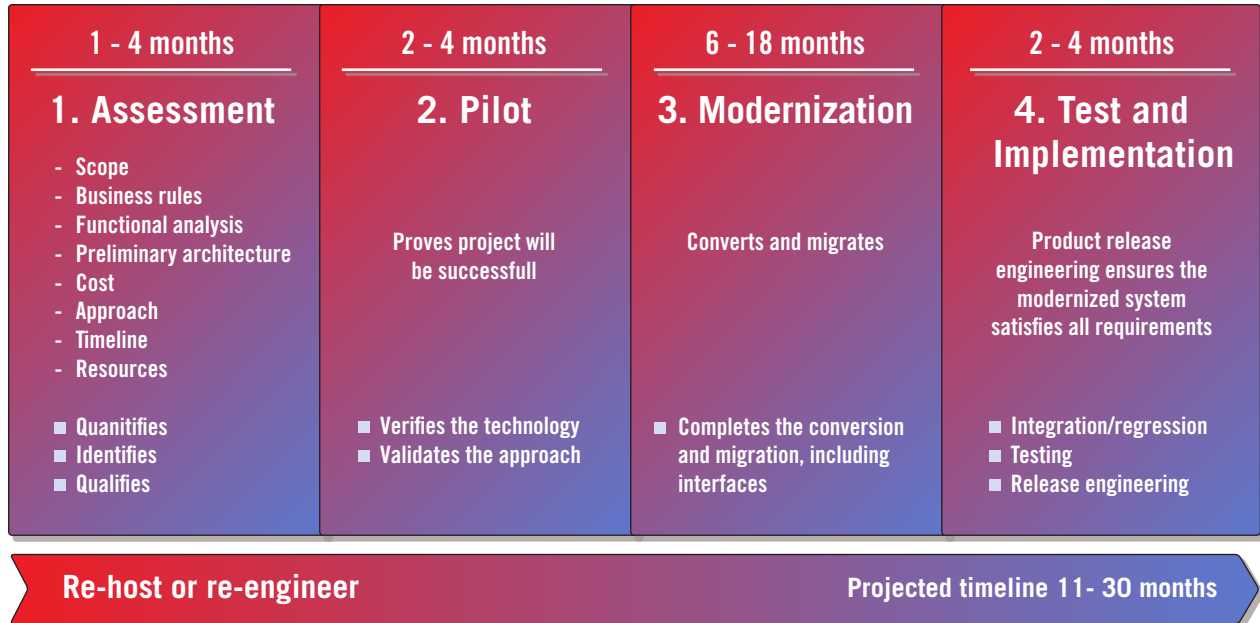 1 - 4 months
1. Assessment
- Scope
- Business rules
- Functional analysis
- Preliminary architecture
- Cost
- Approach
- Timeline
- Resources
Quanitifies
Identifies
Qualifies
2 - 4 months
2. Pilot
Proves project will
be successfull
Verifies the technology
Validates the approach
6 - 18 months
3. Modernization
Converts and migrates
Completes the conversion
and migration, including
interfaces
2 - 4 months
4. Test and
Implementation
Product release
engineering ensures the
modernized system
satisfies all requirements
Integration/regression
Testing
Release engineering
Re-host or re-engineer
Projected timeline 11- 30 months